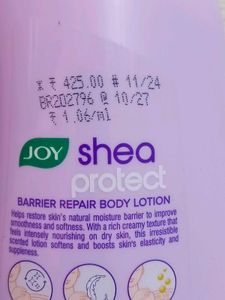 ₹ 425.00 # 11/24
BR202796 @ 10/27
₹ 1.06/ml
JOY
shea
protect
BARRIER REPAIR BODY LOTION
Helps restore skin's natural moisture barrier to improve
smoothness and softness. With a rich creamy texture that
feels intensely nourishing on dry skin, this irresistible
scented lotion softens and boosts skin's elasticity and
suppleness.